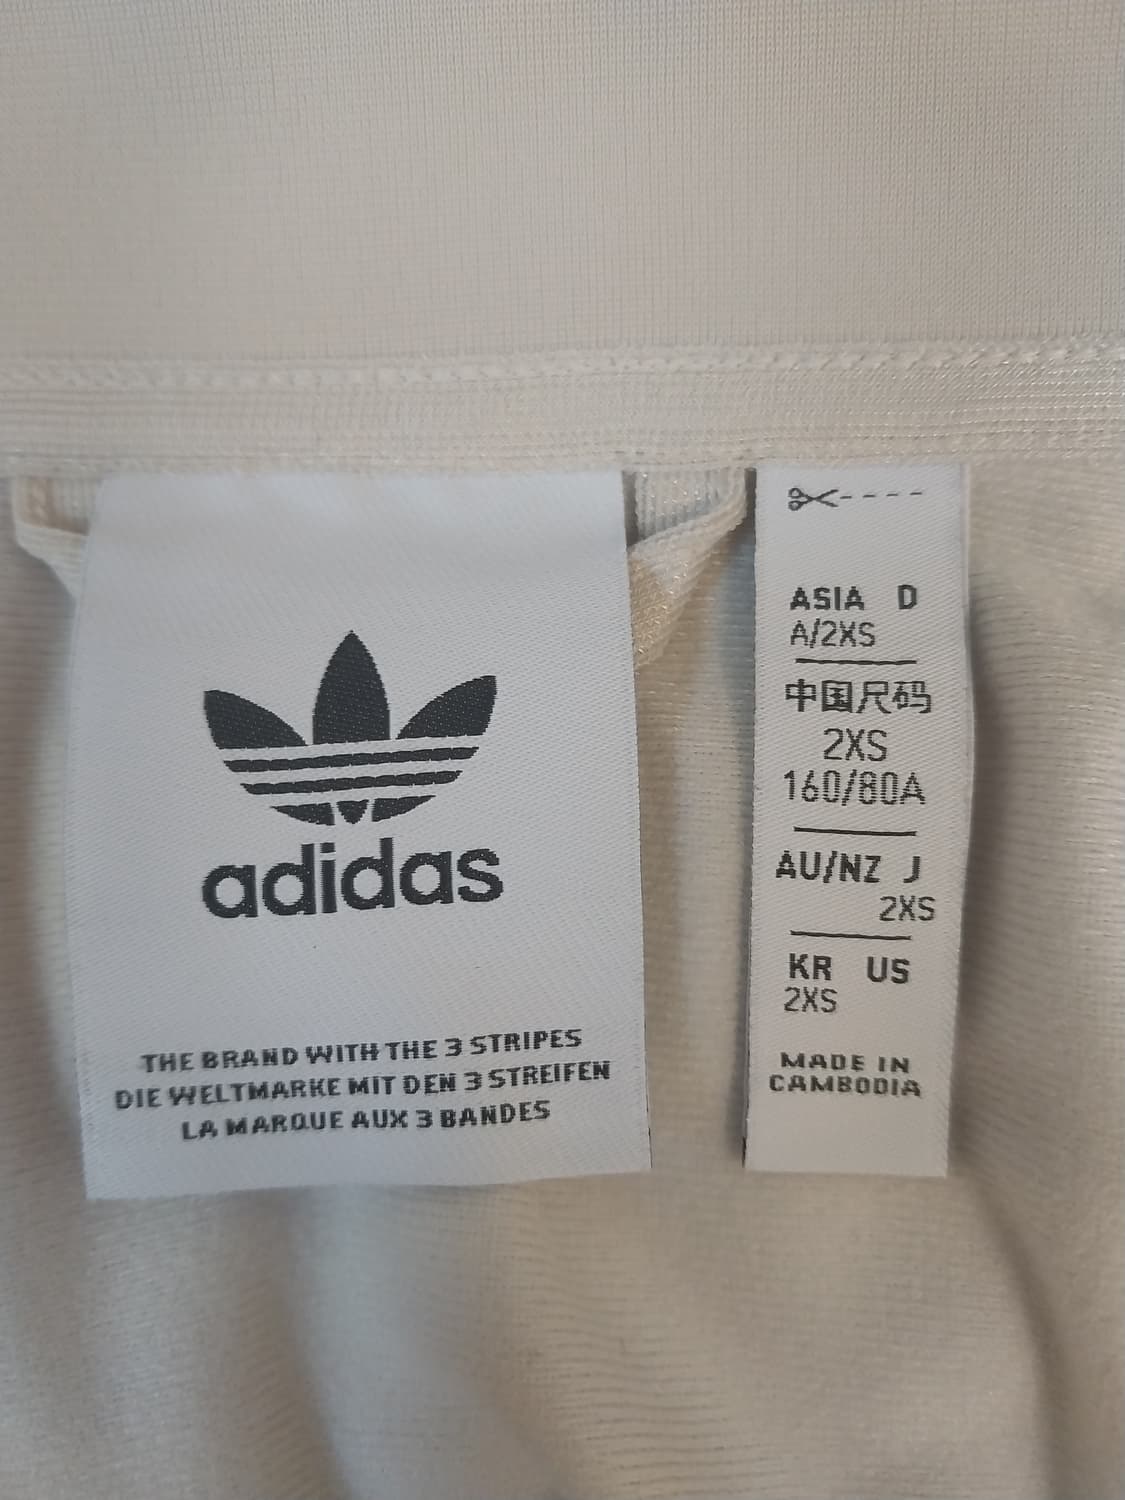 adidas
THE BRAND WITH THE 3 STRIPES
DIE WELTMARKE MIT DEN 3 STREIFEN
LA MARQUE AUX 3 BANDES
ASIA D
A/2XS
中国尺码
2XS
160/80A
AU/NZ J
2XS
KR US
2XS
MADE IN
CAMBODIA